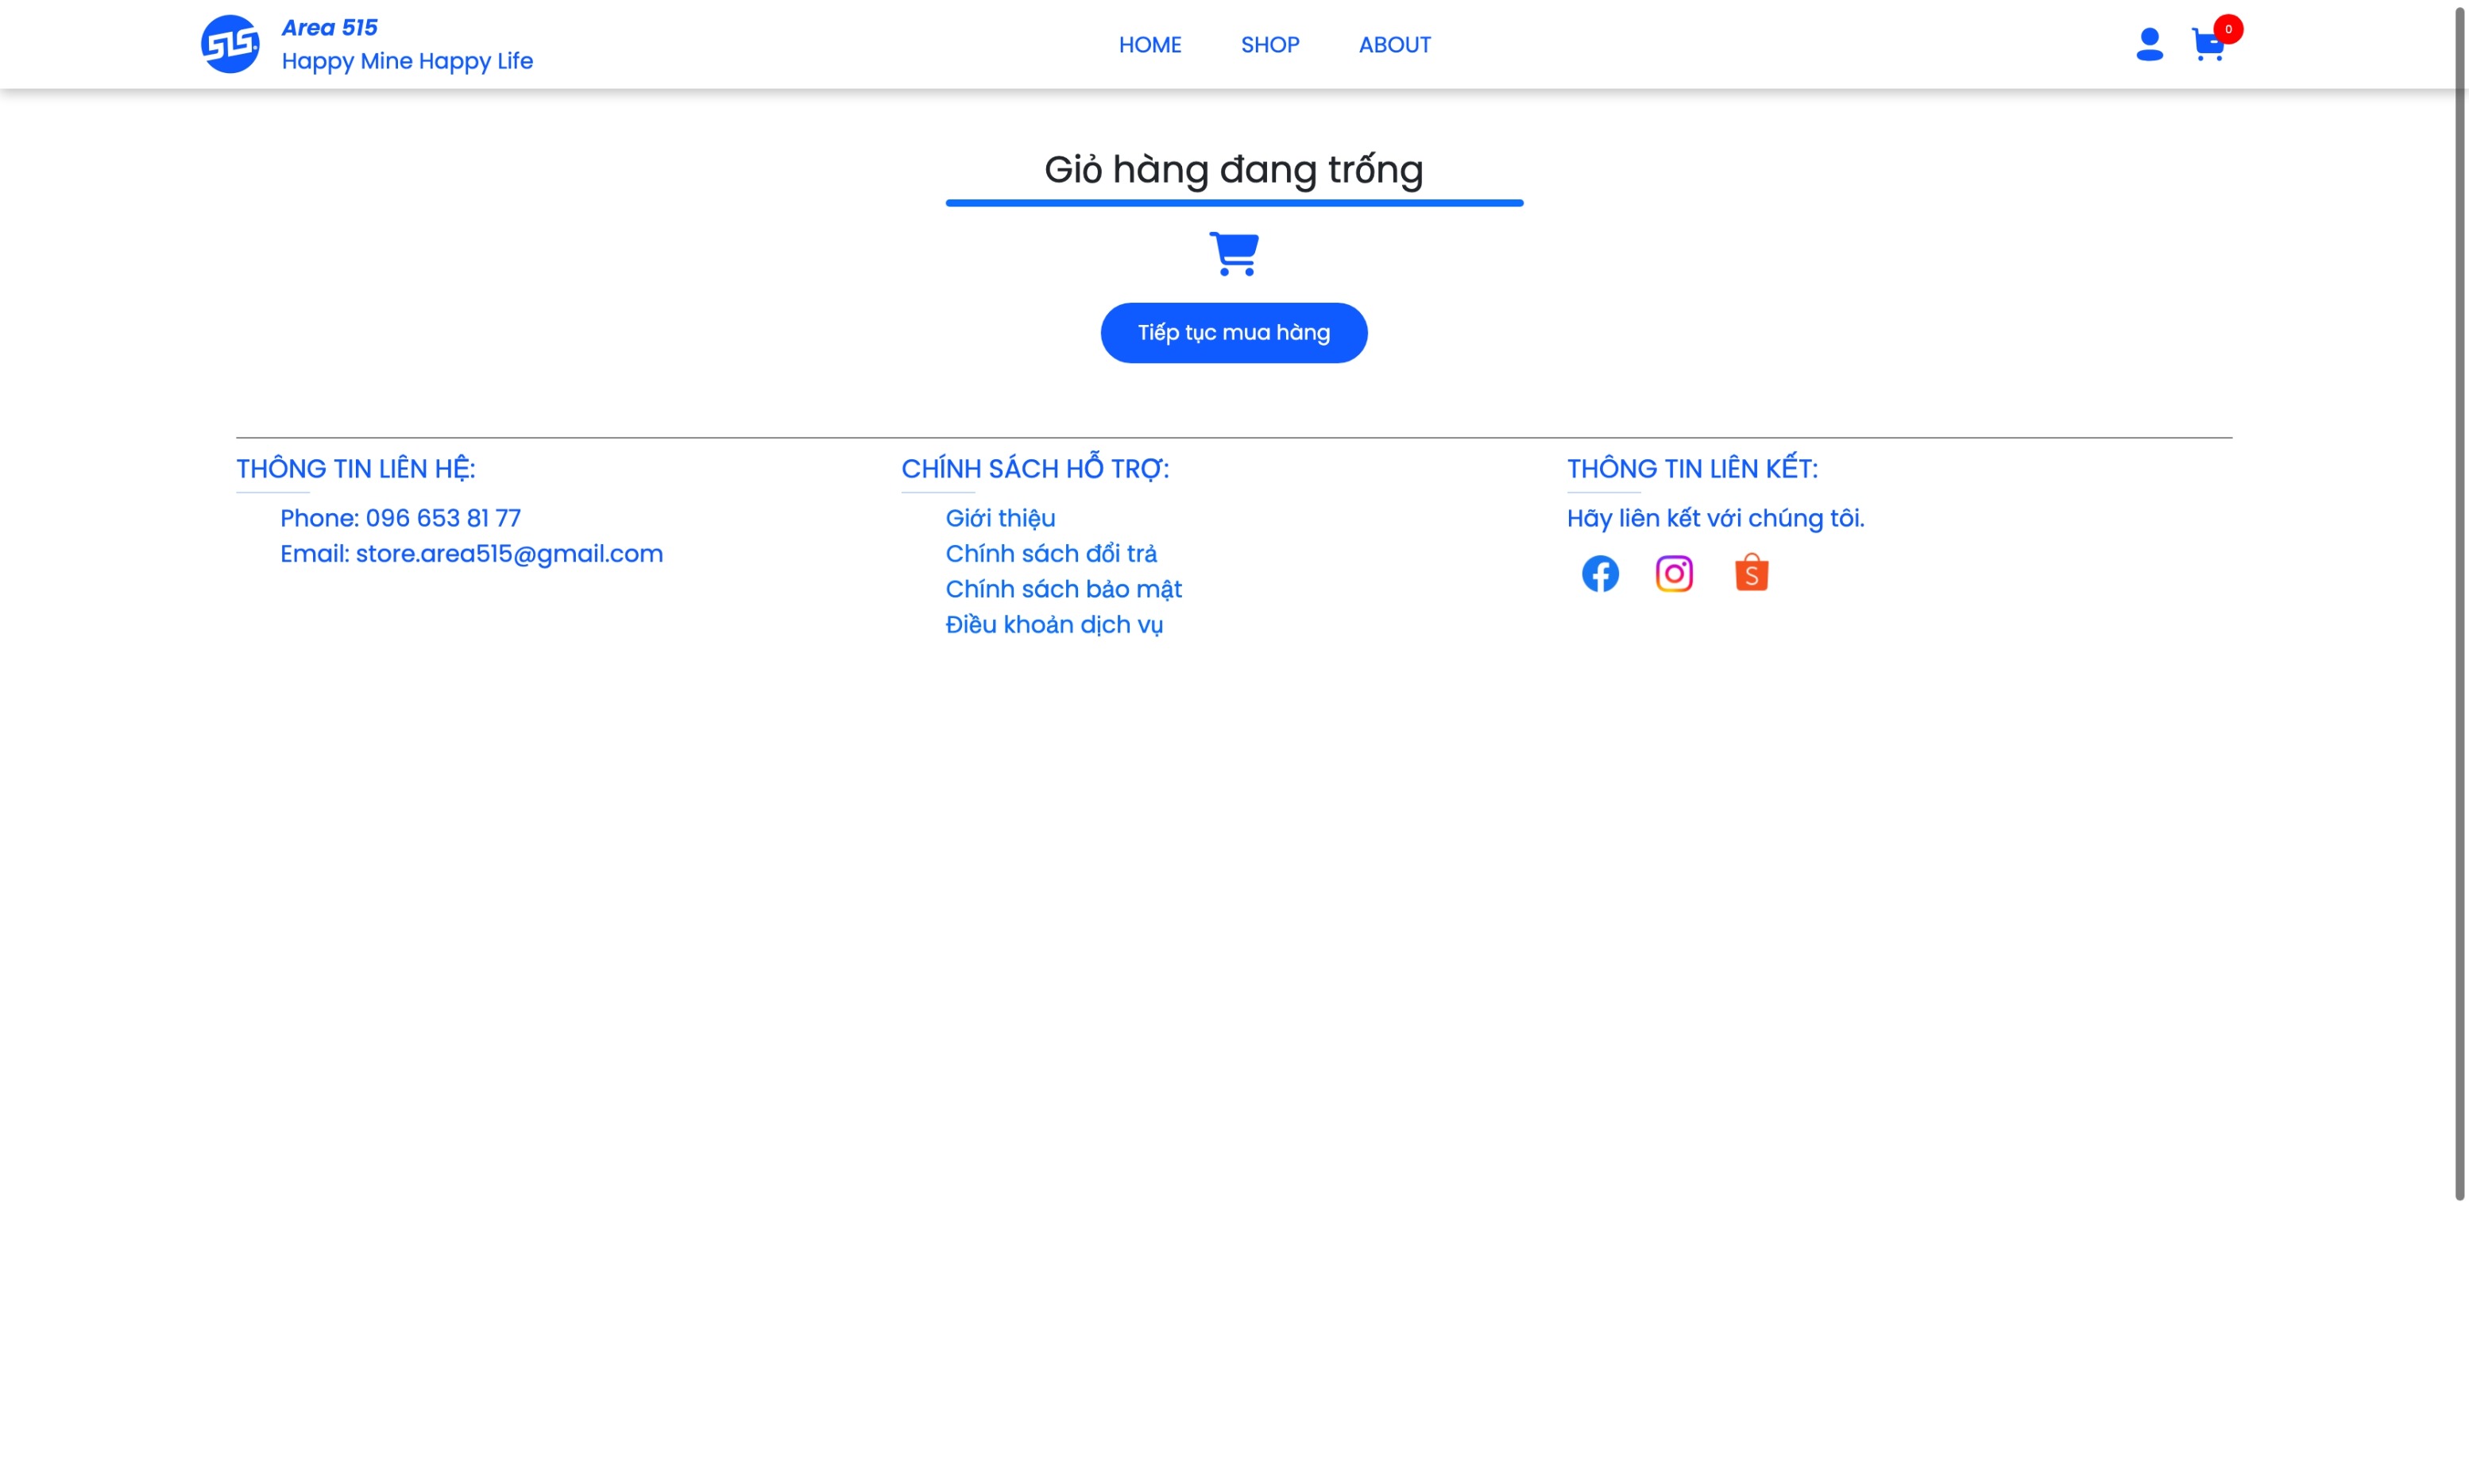 515.
Area 515
Happy Mine Happy Life
HOME
SHOP
ABOUT
0
Giỏ hàng đang trống
Tiếp tục mua hàng
THÔNG TIN LIÊN HỆ:
Phone: 096 653 81 77
Email: store.area515@gmail.com
CHÍNH SÁCH HỖ TRỢ:
Giới thiệu
Chính sách đổi trả
Chính sách bảo mật
Điều khoản dịch vụ
THÔNG TIN LIÊN KẾT:
Hãy liên kết với chúng tôi.